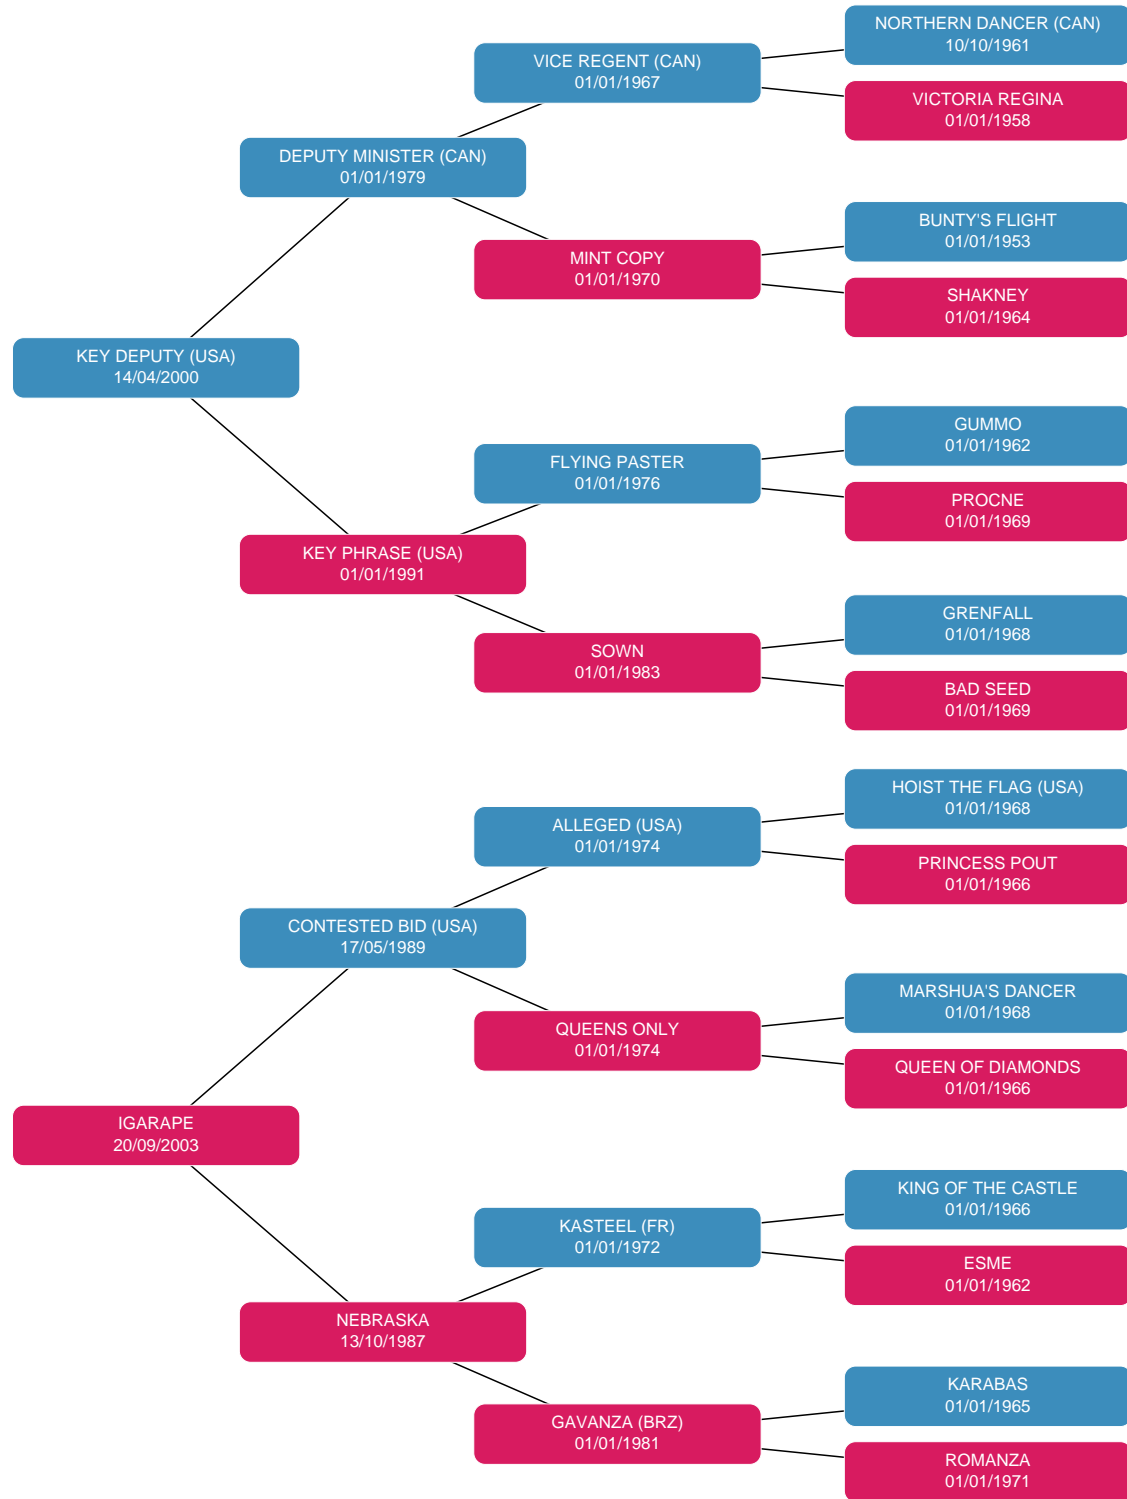 NORTHERN DANCER (CAN)
10/10/1961
VICE REGENT (CAN)
01/01/1967
VICTORIA REGINA
01/01/1958
DEPUTY MINISTER (CAN)
01/01/1979
BUNTY'S FLIGHT
01/01/1953
MINT COPY
01/01/1970
SHAKNEY
01/01/1964
KEY DEPUTY (USA)
14/04/2000
GUMMO
01/01/1962
FLYING PASTER
01/01/1976
PROCNE
01/01/1969
KEY PHRASE (USA)
01/01/1991
GRENFALL
01/01/1968
SOWN
01/01/1983
BAD SEED
01/01/1969
HOIST THE FLAG (USA)
01/01/1968
ALLEGED (USA)
01/01/1974
PRINCESS POUT
01/01/1966
CONTESTED BID (USA)
17/05/1989
MARSHUA'S DANCER
01/01/1968
QUEENS ONLY
01/01/1974
QUEEN OF DIAMONDS
01/01/1966
IGARAPE
20/09/2003
KING OF THE CASTLE
01/01/1966
KASTEEL (FR)
01/01/1972
ESME
01/01/1962
NEBRASKA
13/10/1987
KARABAS
01/01/1965
GAVANZA (BRZ)
01/01/1981
ROMANZA
01/01/1971